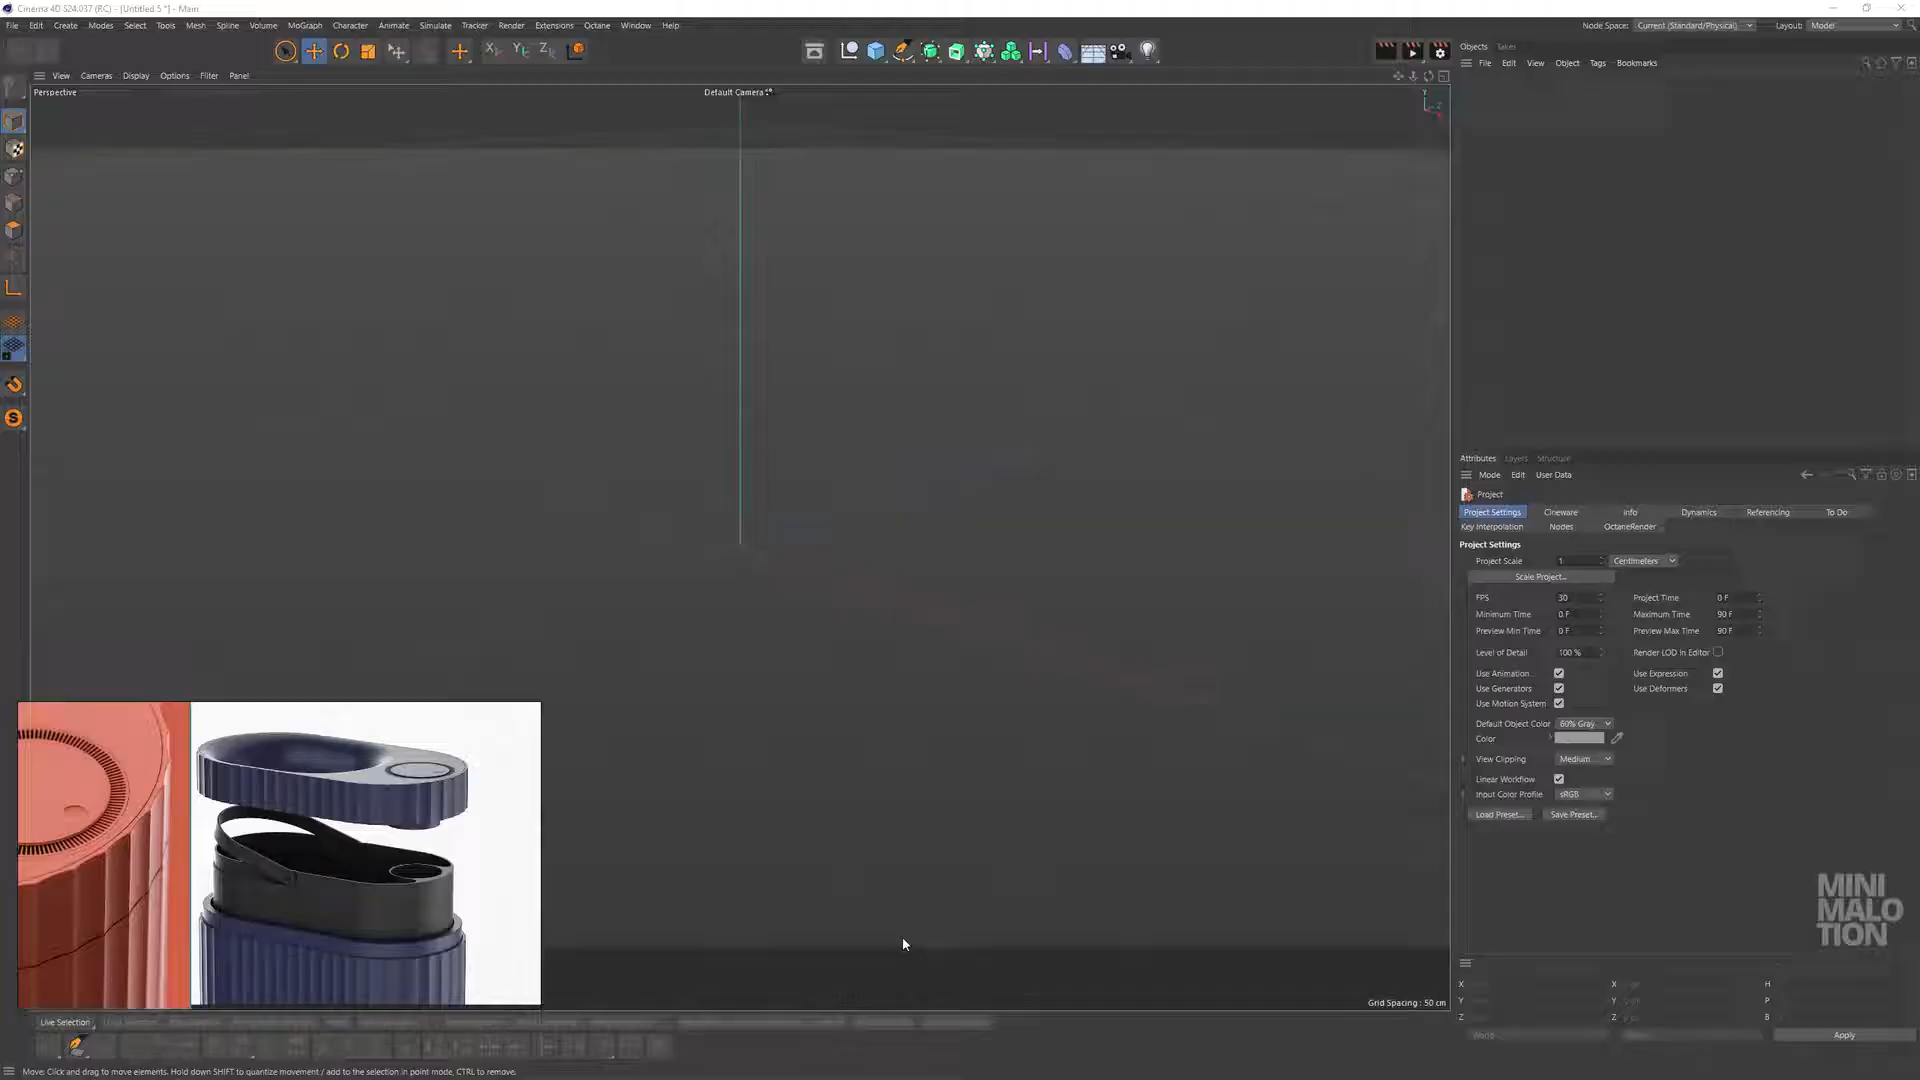 Cinema 4D S24.037 (RC) - [Untitled 5 *] - Main
File Edit Create Modes Select Tools Mesh Spline Volume MoGraph Character Animate Simulate Tracker Render Extensions Octane Window Help
Node Space: Current (Standard/Physical) Layout: Model
Objects Takes
File Edit View Object Tags Bookmarks
View Cameras Display Options Filter Panel
Perspective
Default Camera
Attributes Layers Structure
Mode Edit User Data
Project
Project Settings Cineware Info Dynamics Referencing To Do
Key Interpolation Nodes OctaneRender
Project Settings
Project Scale 1 Centimeters
Scale Project...
FPS 30 Project Time 0 F
Minimum Time 0 F Maximum Time 90 F
Preview Min Time 0 F Preview Max Time 90 F
Level of Detail 100 % Render LOD in Editor
Use Animation Use Expression
Use Generators Use Deformers
Use Motion System
Default Object Color 60% Gray
Color
View Clipping Medium
Linear Workflow
Input Color Profile sRGB
Load Preset... Save Preset...
MINI
MALO
TION
X X H
Y Y P
Z Z B
World Apply
Grid Spacing : 50 cm
Live Selection
Move: Click and drag to move elements. Hold down SHIFT to quantize movement / add to the selection in point mode, CTRL to remove.